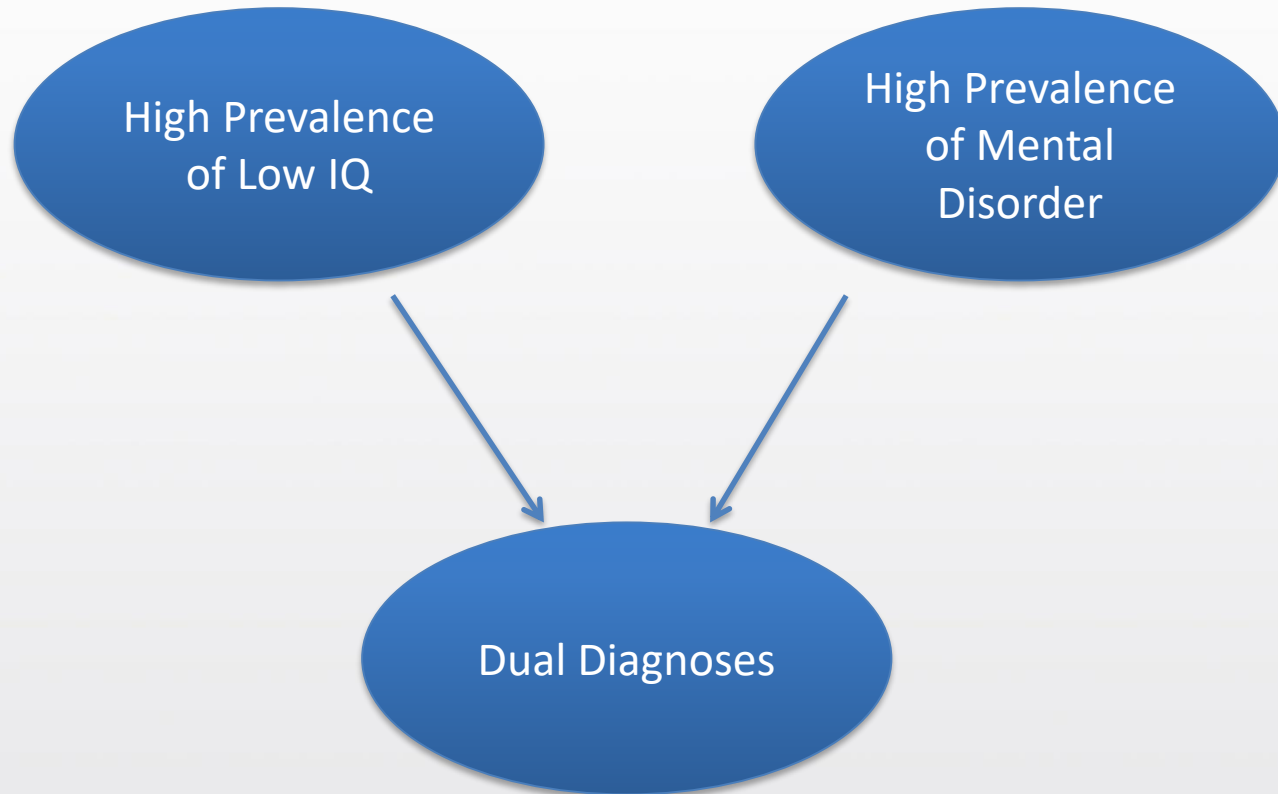 High Prevalence
of Low IQ
High Prevalence
of Mental
Disorder
Dual Diagnoses